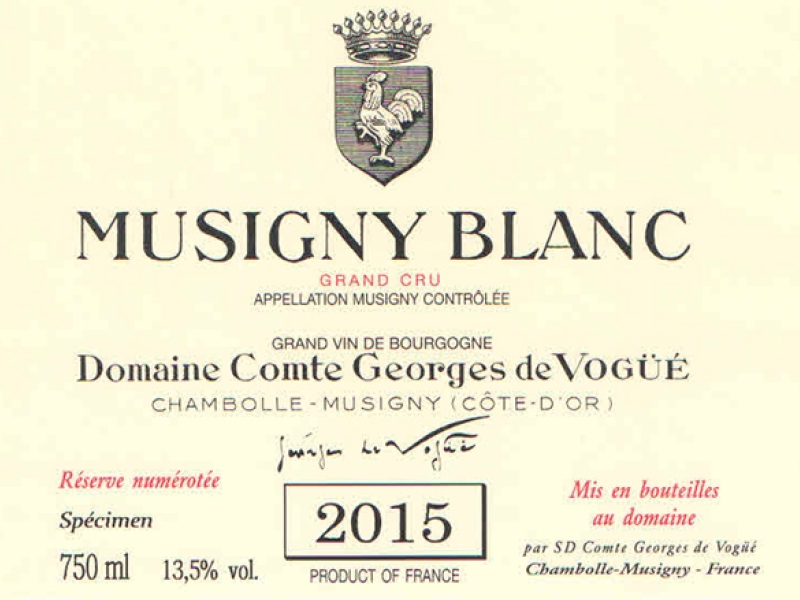 MUSIGNY BLANC
GRAND CRU
APPELLATION MUSIGNY CONTRÔLÉE
GRAND VIN DE BOURGOGNE
Domaine Comte Georges de VOGÜÉ
CHAMBOLLE-MUSIGNY (CÔTE-D'OR)
Georges de Vogüé
Réserve numérotée
Spécimen
750 ml 13,5% vol.
2015
PRODUCT OF FRANCE
Mis en bouteilles
au domaine
par SD Comte Georges de Vogüé
Chambolle-Musigny - France